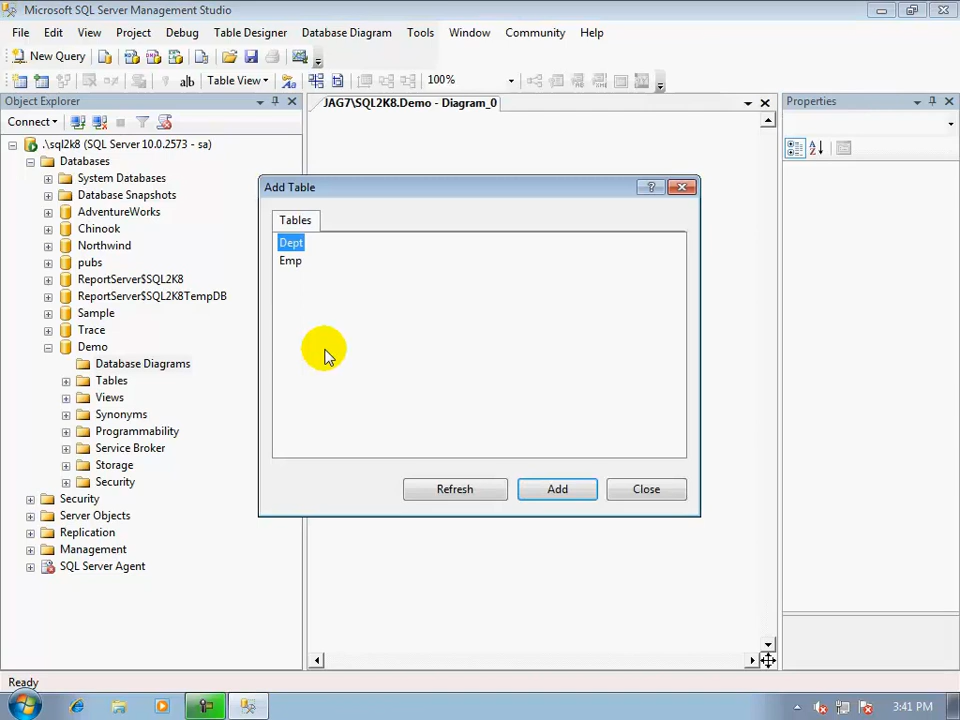 Microsoft SQL Server Management Studio
File Edit View Project Debug Table Designer Database Diagram Tools Window Community Help
New Query
ab Table View 100%
Object Explorer
JAG7\SQL2K8.Demo - Diagram_0
Properties
Connect
.\sql2k8 (SQL Server 10.0.2573 - sa)
Databases
System Databases
Database Snapshots
AdventureWorks
Chinook
Northwind
pubs
ReportServer$SQL2K8
ReportServer$SQL2K8TempDB
Sample
Trace
Demo
Database Diagrams
Tables
Views
Synonyms
Programmability
Service Broker
Storage
Security
Security
Server Objects
Replication
Management
SQL Server Agent
Add Table
Tables
Dept
Emp
Refresh Add Close
Ready
3:41 PM